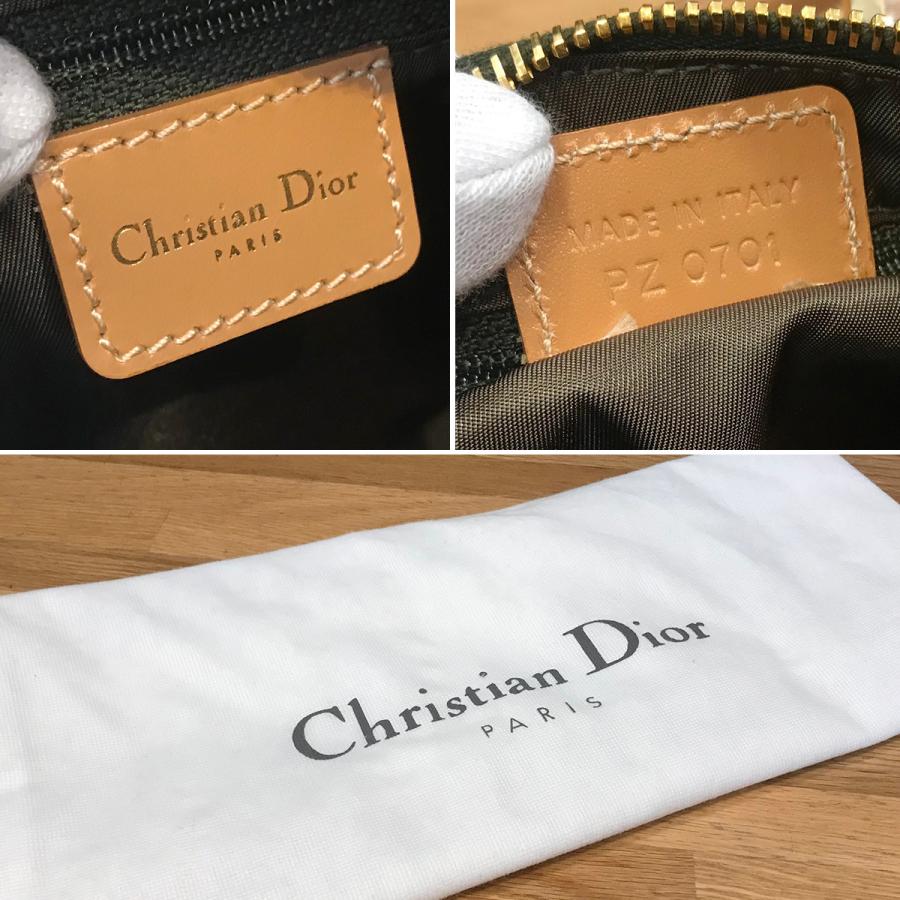 Christian Dior
PARIS
MADE IN ITALY
PZ 0701
Christian Dior
PARIS